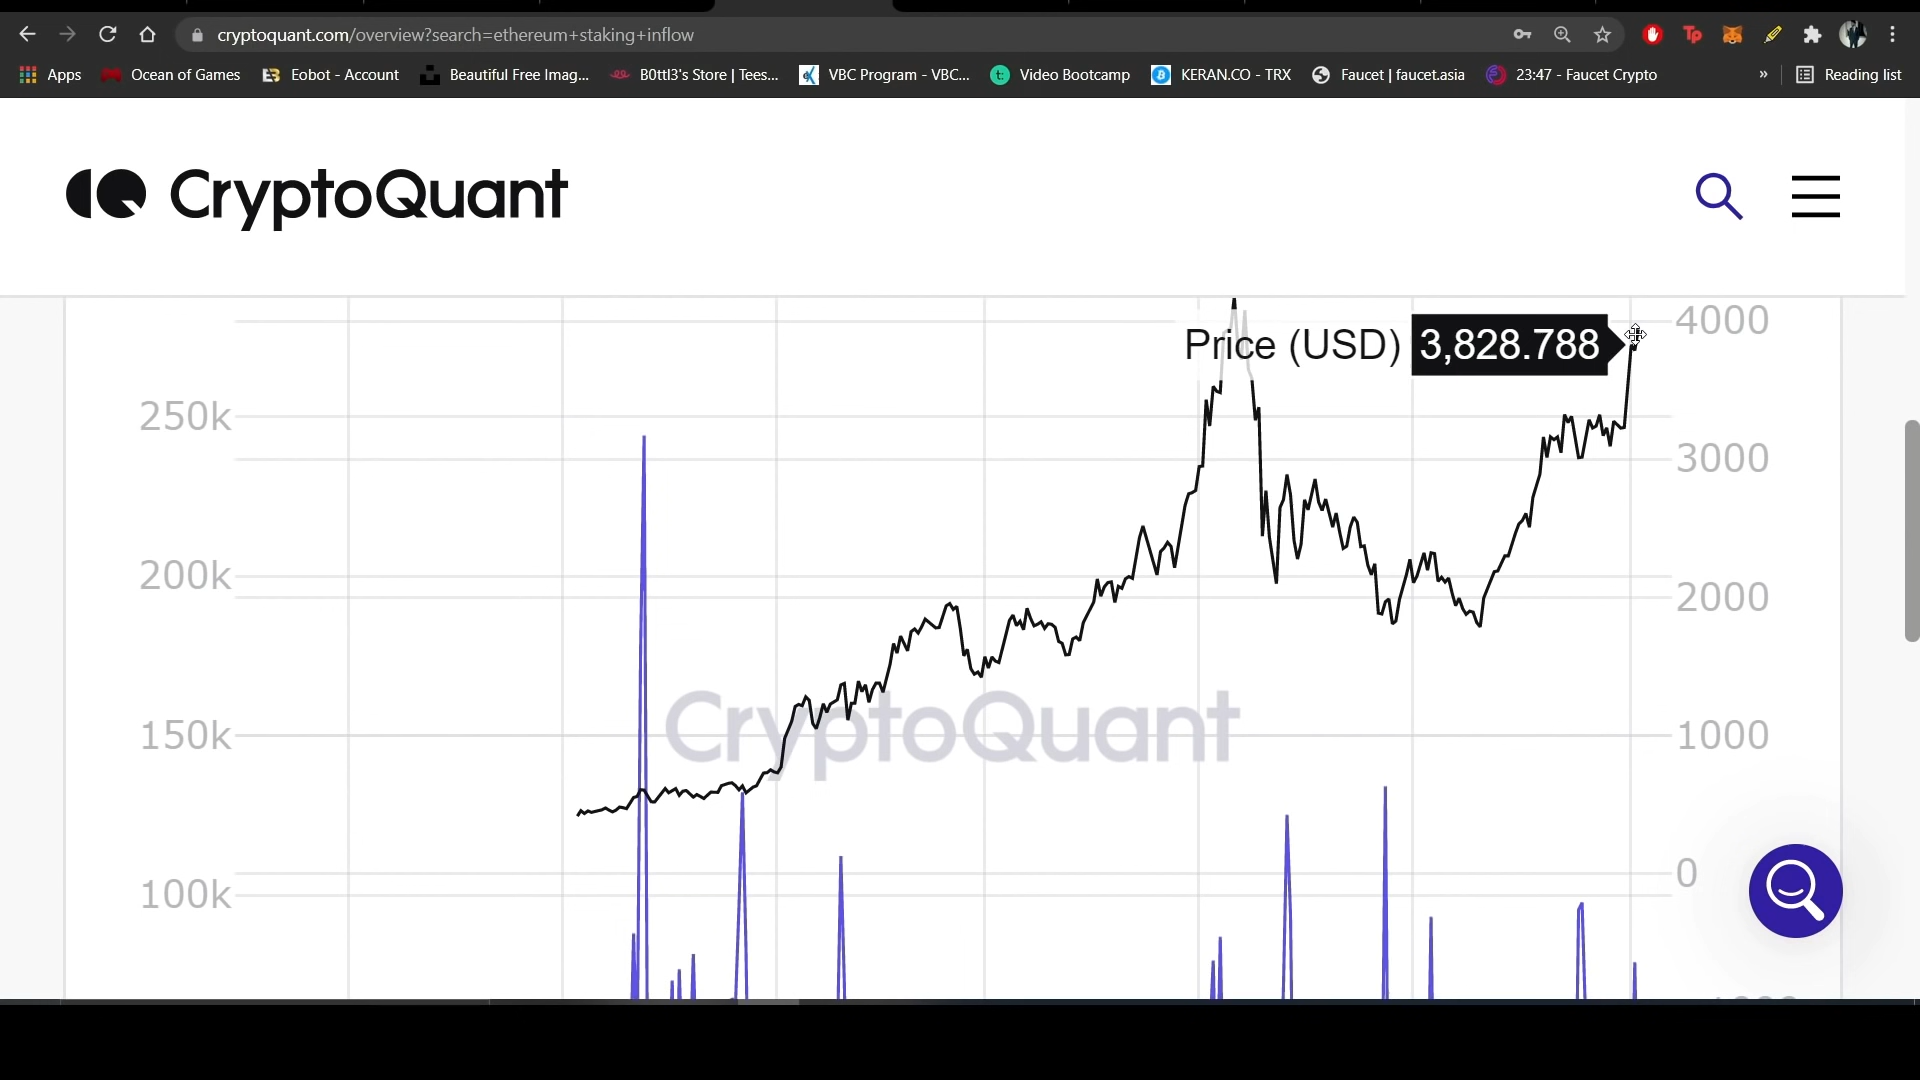 cryptoquant.com/overview?search=ethereum+staking+inflow
Apps Ocean of Games Eobot - Account Beautiful Free Imag... B0ttl3's Store | Tees... VBC Program - VBC... Video Bootcamp KERAN.CO - TRX Faucet | faucet.asia 23:47 - Faucet Crypto » Reading list
CryptoQuant
4000
Price (USD) 3,828.788
250k
3000
200k
2000
CryptoQuant
150k
1000
0
100k